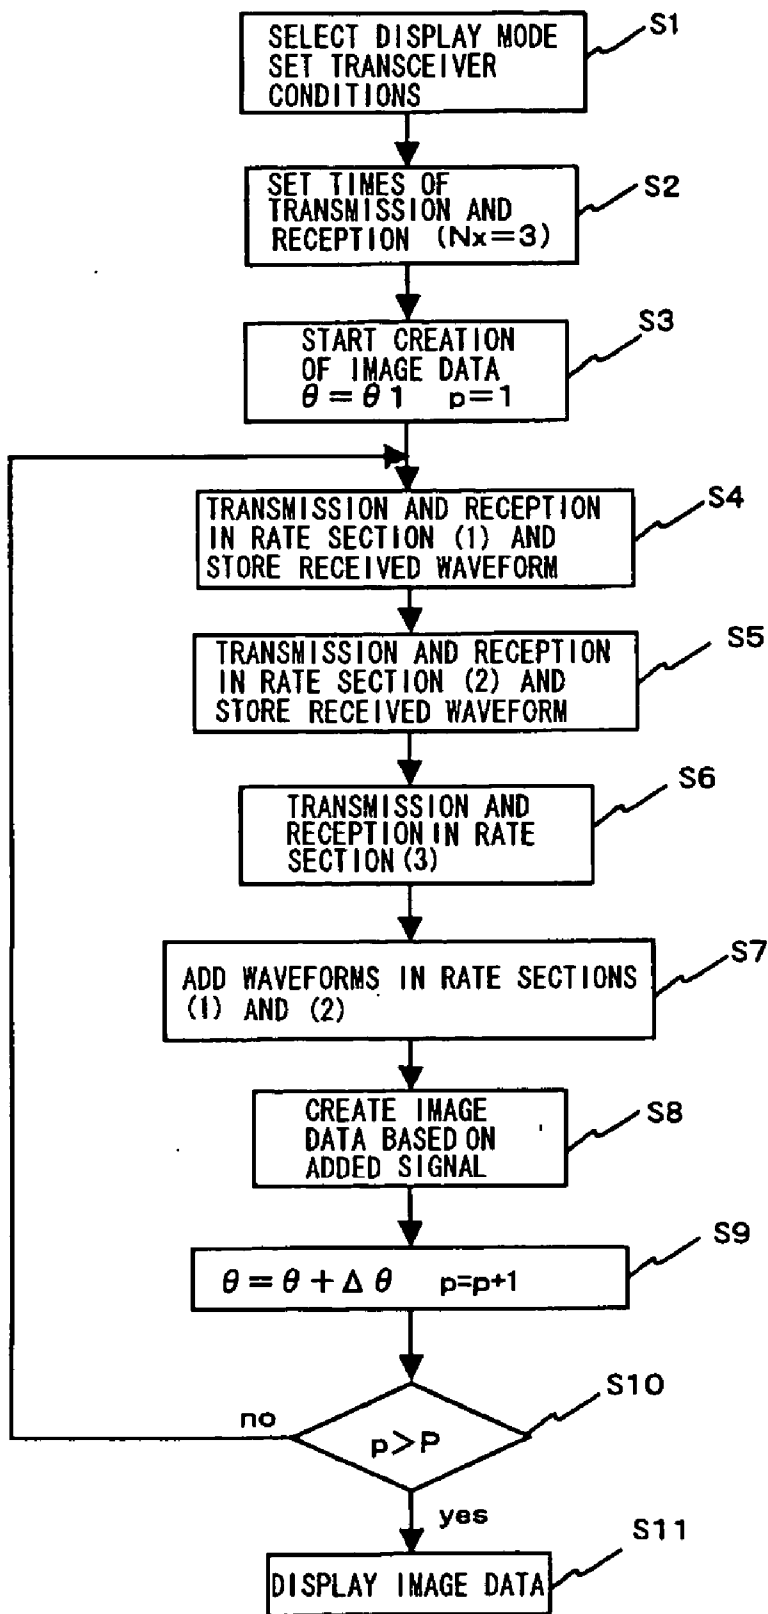 SELECT DISPLAY MODE
SET TRANSCEIVER
CONDITIONS
S1
SET TIMES OF
TRANSMISSION AND
RECEPTION (Nx=3)
S2
START CREATION
OF IMAGE DATA
θ=θ1 p=1
S3
TRANSMISSION AND RECEPTION
IN RATE SECTION (1) AND
STORE RECEIVED WAVEFORM
S4
TRANSMISSION AND RECEPTION
IN RATE SECTION (2) AND
STORE RECEIVED WAVEFORM
S5
TRANSMISSION AND
RECEPTION IN RATE
SECTION (3)
S6
ADD WAVEFORMS IN RATE SECTIONS
(1) AND (2)
S7
CREATE IMAGE
DATA BASED ON
ADDED SIGNAL
S8
θ=θ+Δθ p=p+1
S9
p>P
S10
no
yes
DISPLAY IMAGE DATA
S11